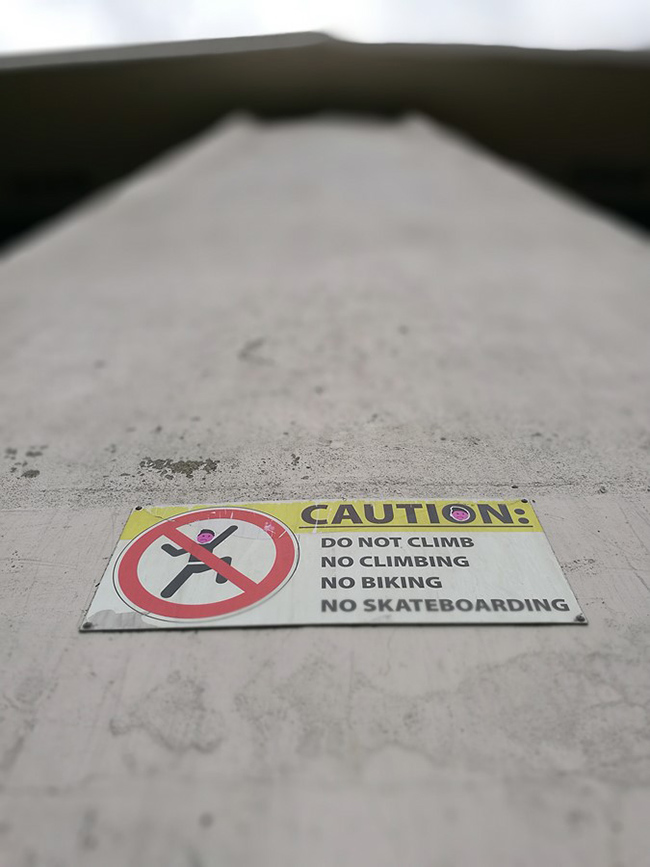 CAUTION:
DO NOT CLIMB
NO CLIMBING
NO BIKING
NO SKATEBOARDING